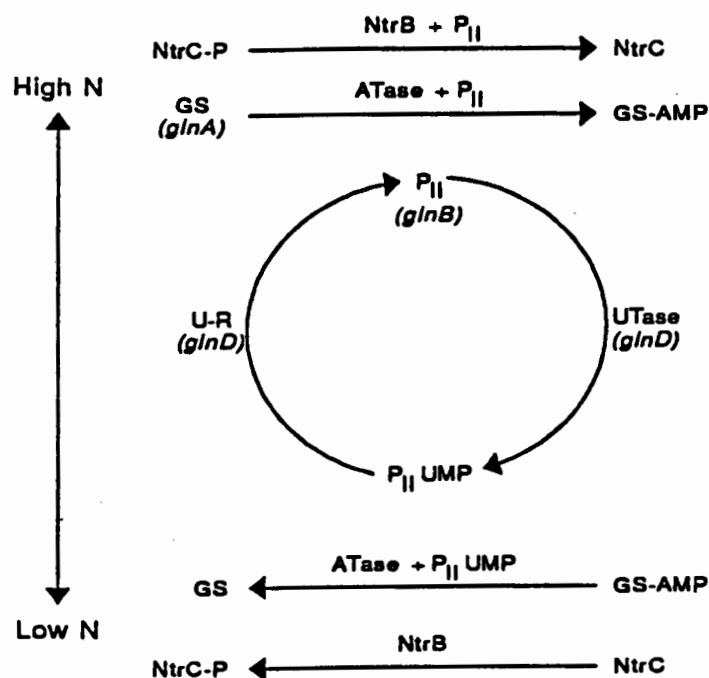 NtrB + PII
NtrC-P NtrC
High N
ATase + PII
GS GS-AMP
(glnA)
PII
(glnB)
U-R UTase
(glnD) (glnD)
PII UMP
ATase + PII UMP
GS GS-AMP
Low N
NtrB
NtrC-P NtrC